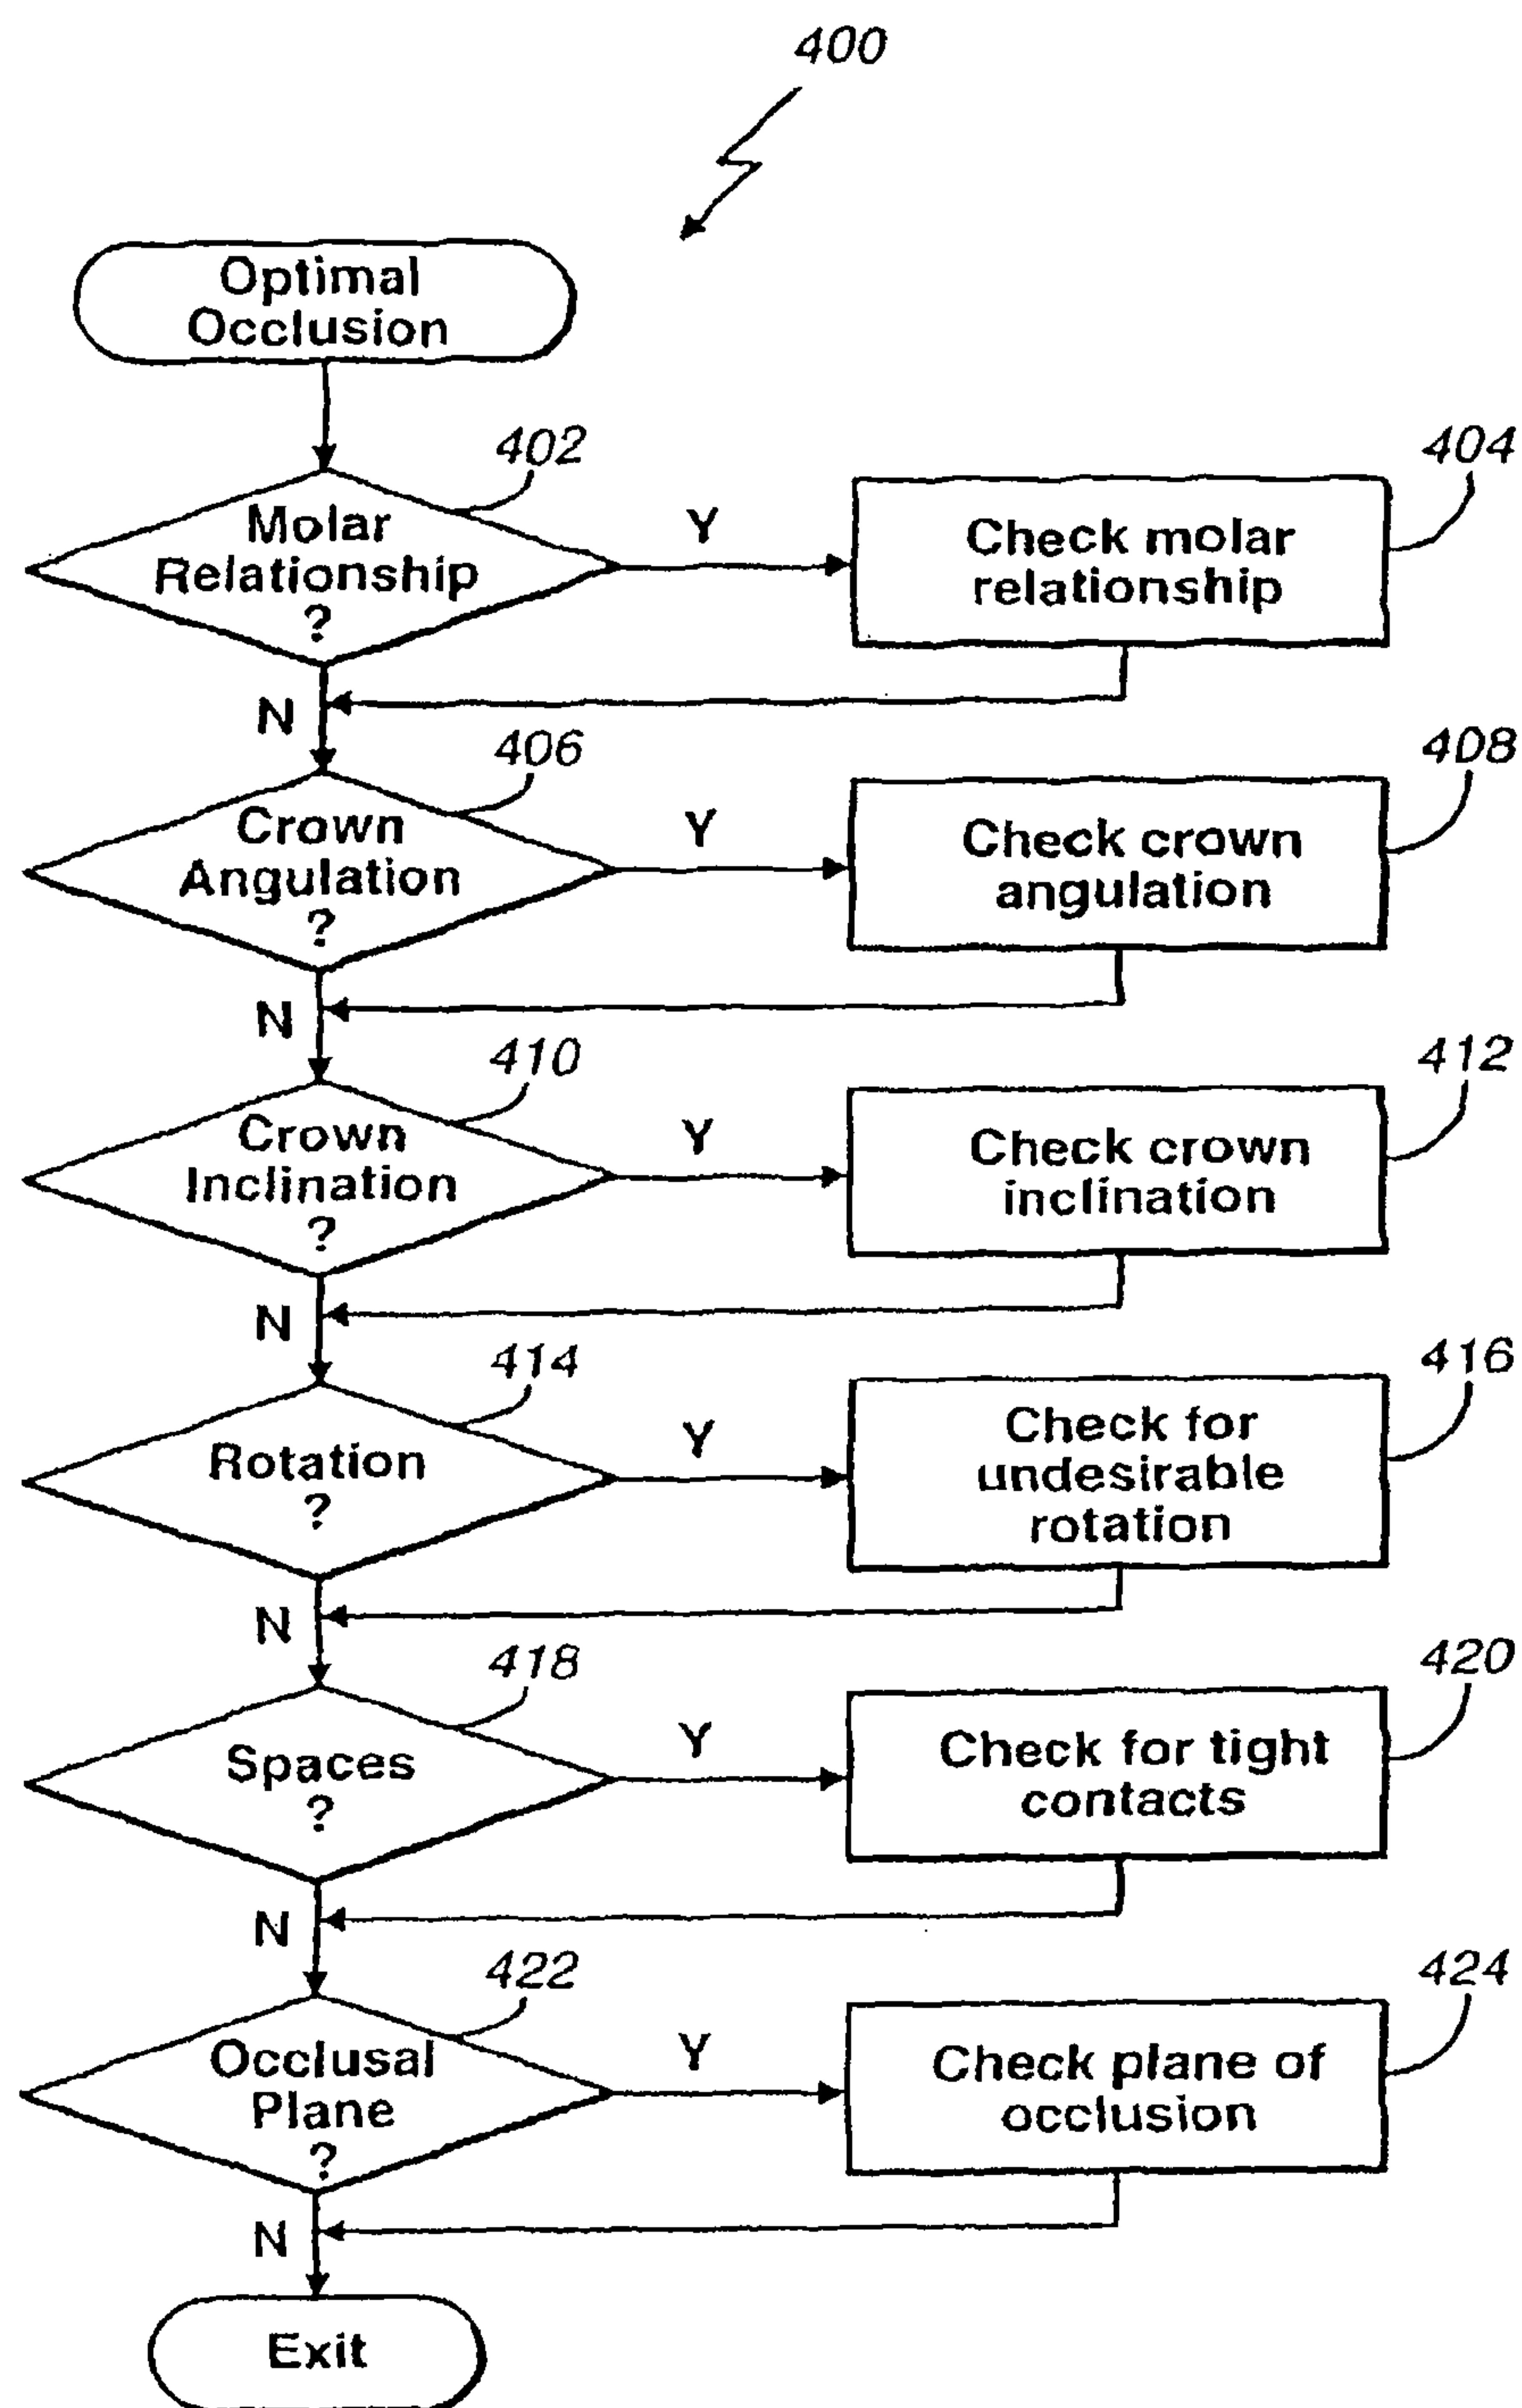 400
Optimal
Occlusion
402
Molar
Relationship
?
Y
404
Check molar
relationship
N
406
Crown
Angulation
?
Y
408
Check crown
angulation
N
410
Crown
Inclination
?
Y
412
Check crown
inclination
N
414
Rotation
?
Y
416
Check for
undesirable
rotation
N
418
Spaces
?
Y
420
Check for tight
contacts
N
422
Occlusal
Plane
?
Y
424
Check plane of
occlusion
N
Exit